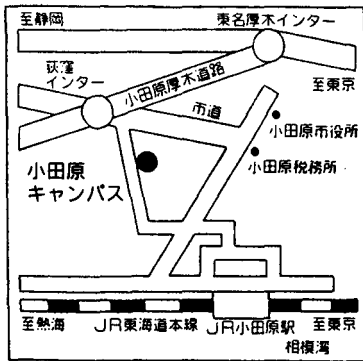 至静岡
東名厚木インター
荻窪
インター
小田原厚木道路
至東京
市道
小田原市役所
小田原税務所
小田原
キャンパス
至熱海
JR東海道本線
JR小田原駅
至東京
相模湾